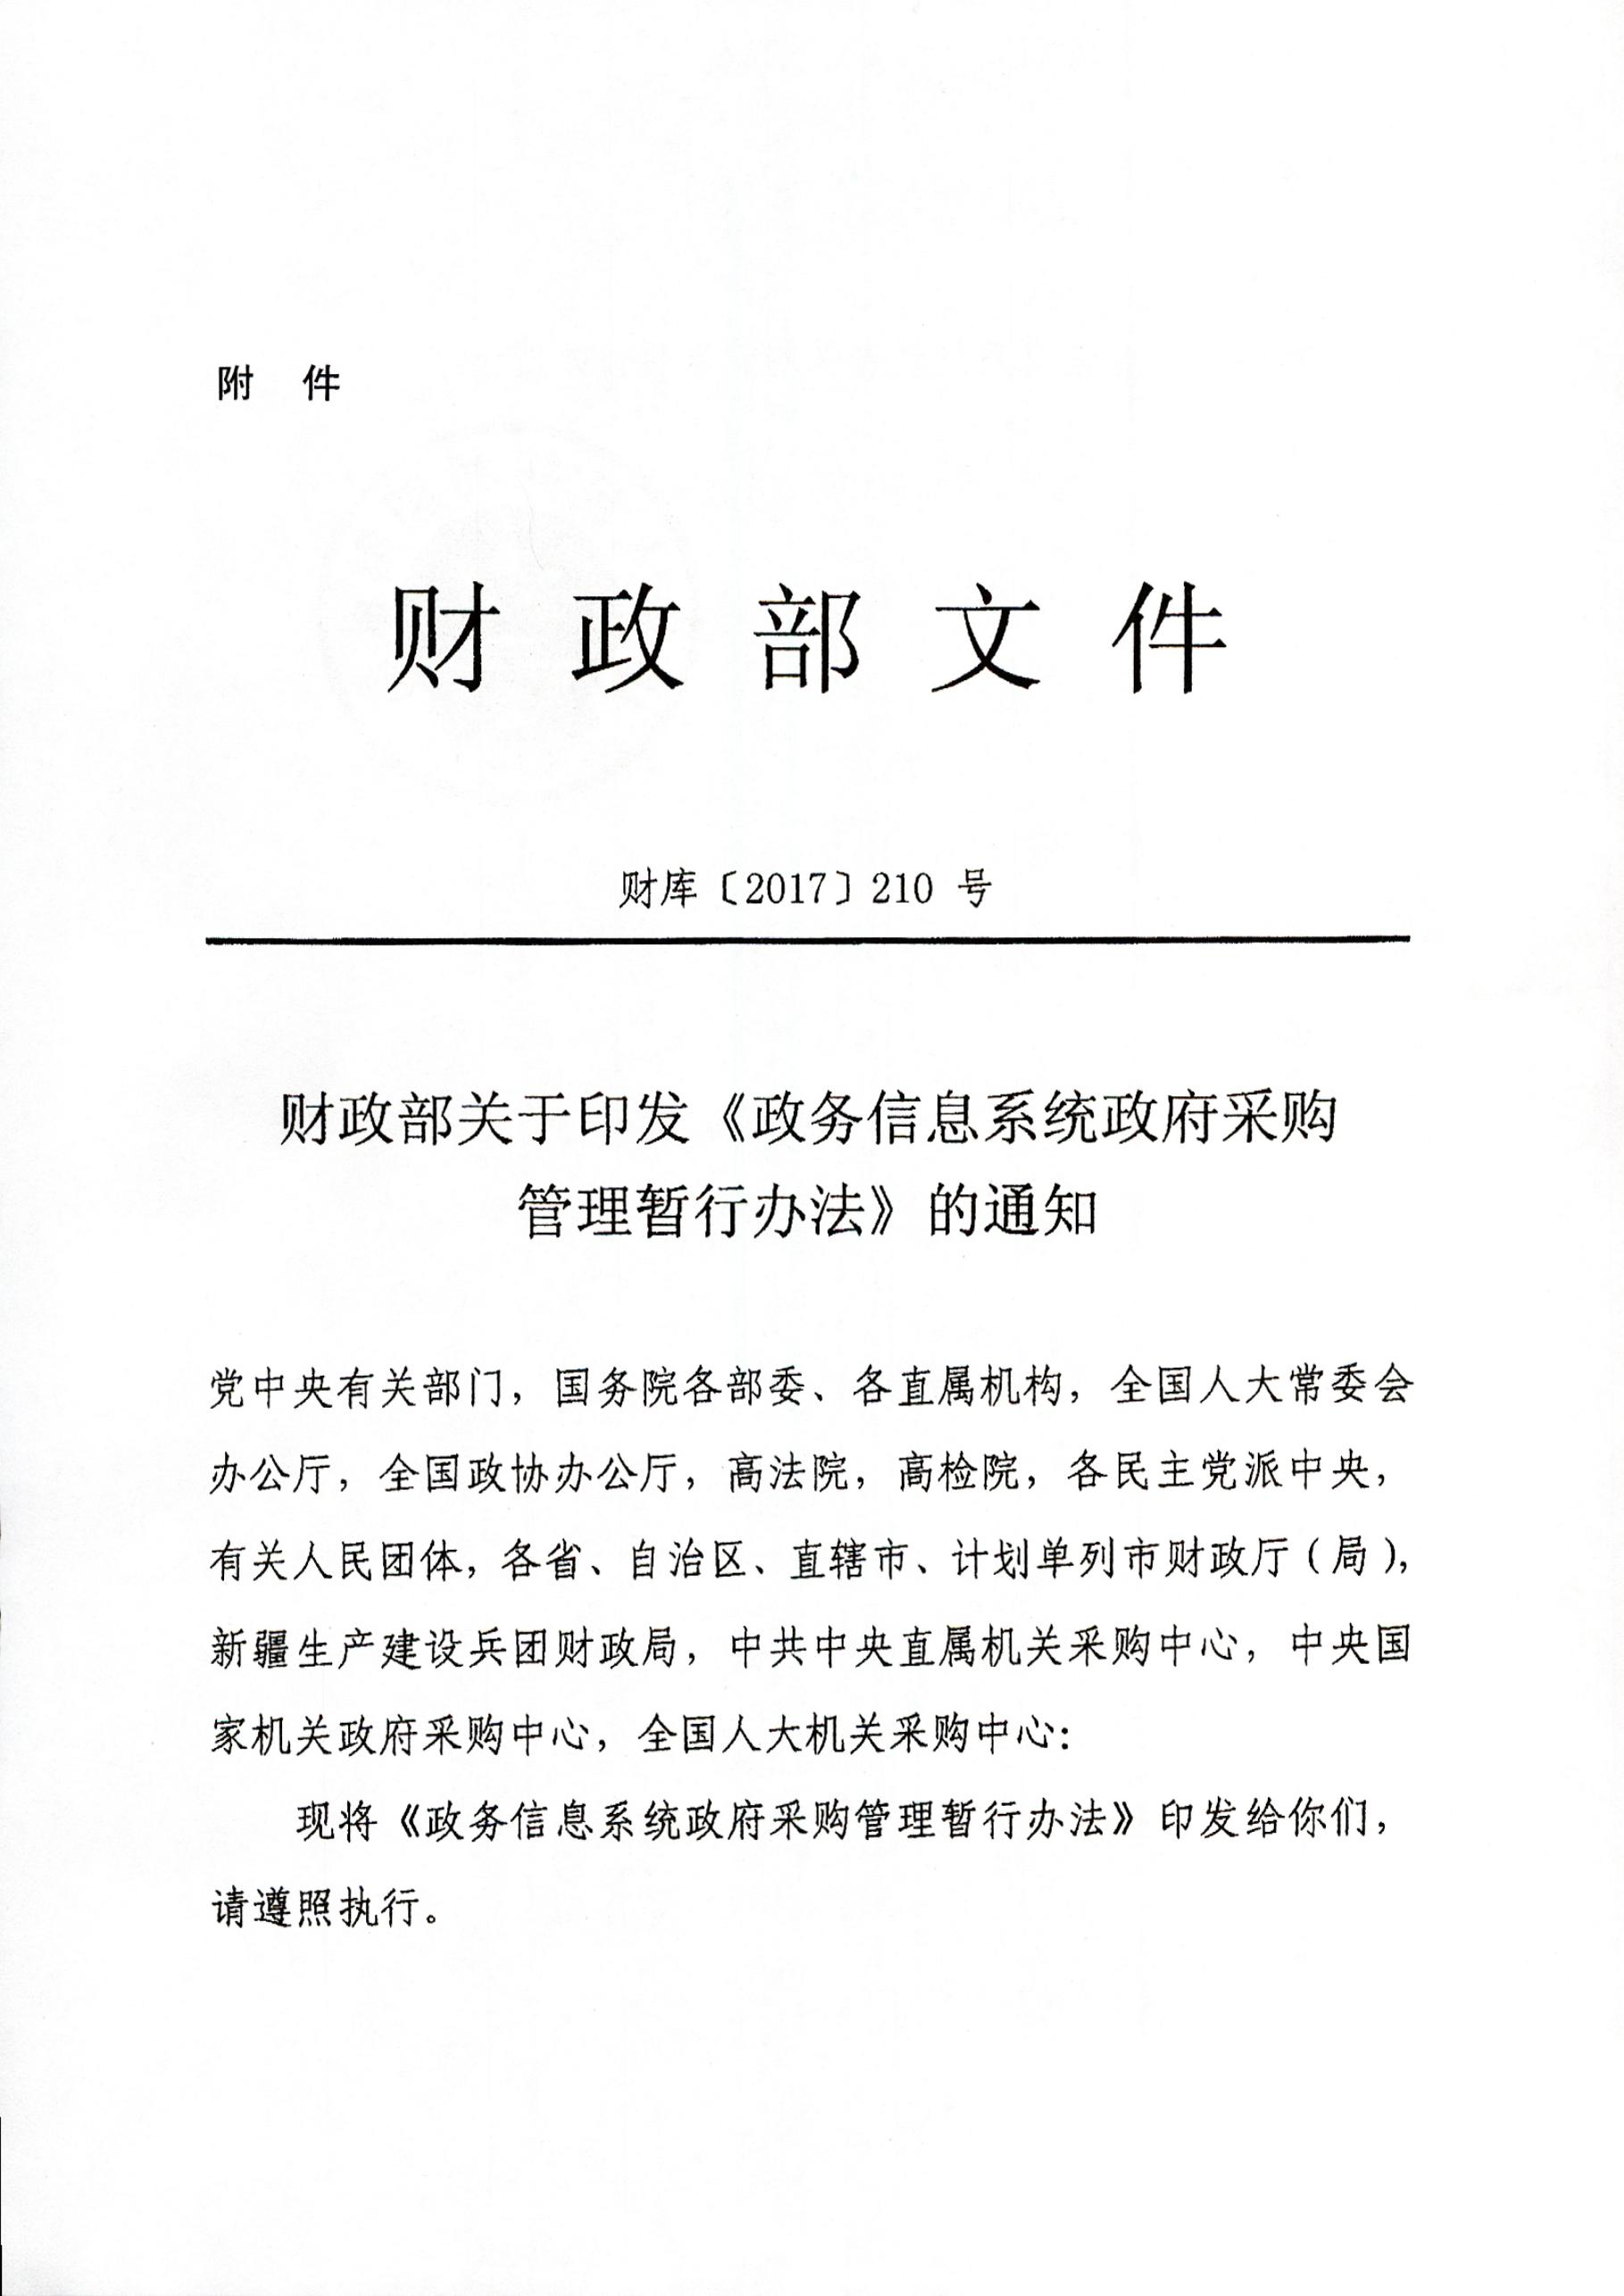 附 件
财政部文件
财库〔2017〕210 号
财政部关于印发《政务信息系统政府采购
管理暂行办法》的通知
党中央有关部门，国务院各部委、各直属机构，全国人大常委会
办公厅，全国政协办公厅，高法院，高检院，各民主党派中央，
有关人民团体，各省、自治区、直辖市、计划单列市财政厅（局），
新疆生产建设兵团财政局，中共中央直属机关采购中心，中央国
家机关政府采购中心，全国人大机关采购中心：
现将《政务信息系统政府采购管理暂行办法》印发给你们，
请遵照执行。